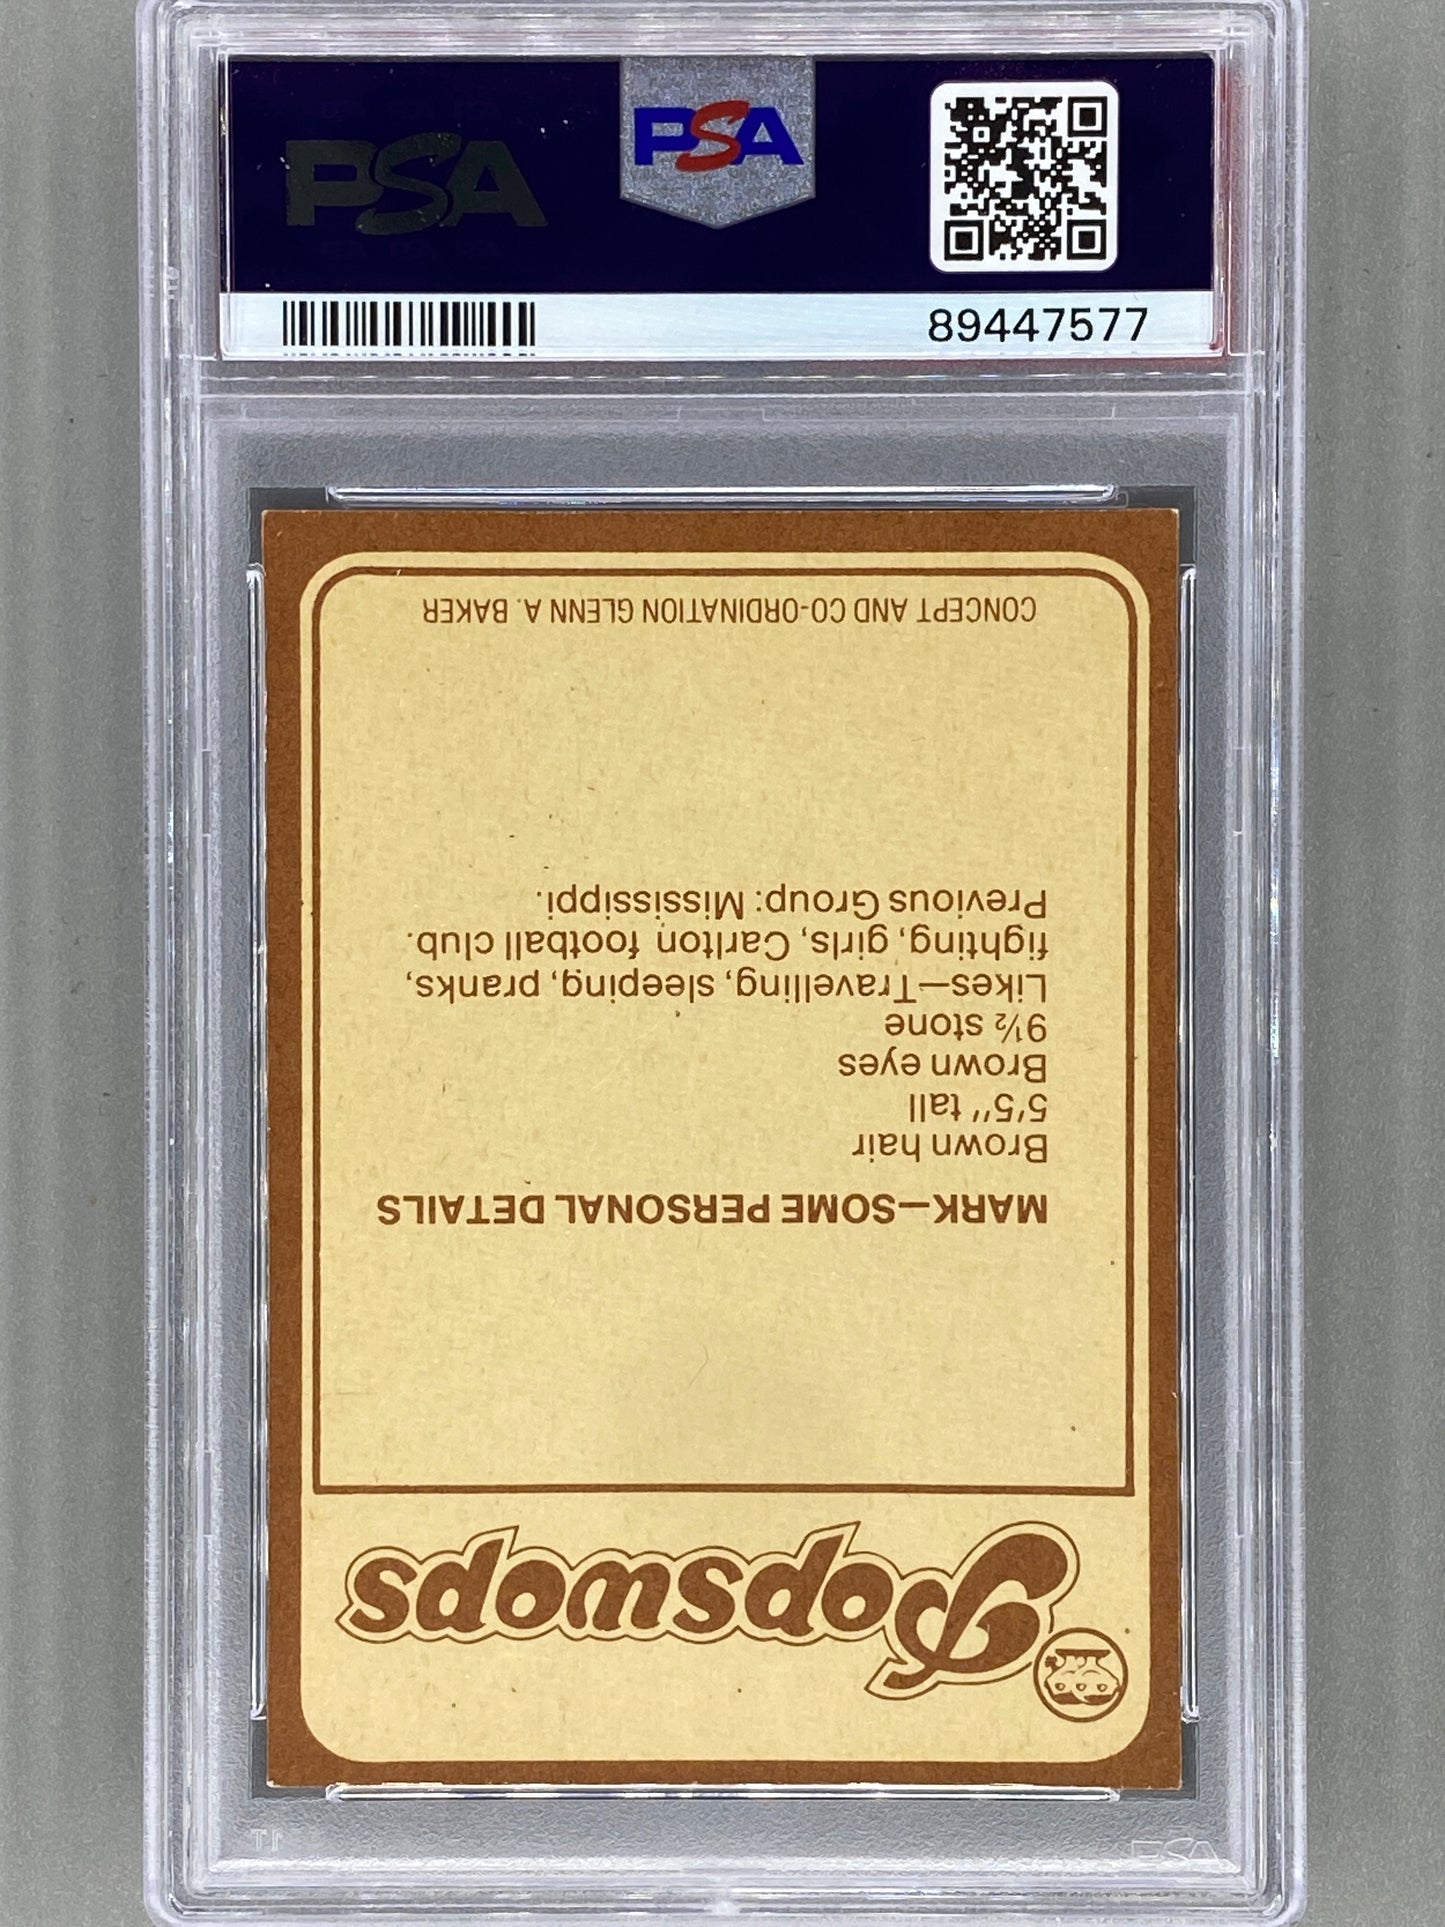 PSA
PSA
89447577
Popswops
MARK—SOME PERSONAL DETAILS
Brown hair
5'5'' tall
Brown eyes
9½ stone
Likes—Travelling, sleeping, pranks,
fighting, girls, Carlton football club.
Previous Group: Mississippi.
CONCEPT AND CO-ORDINATION GLENN A. BAKER
PSA